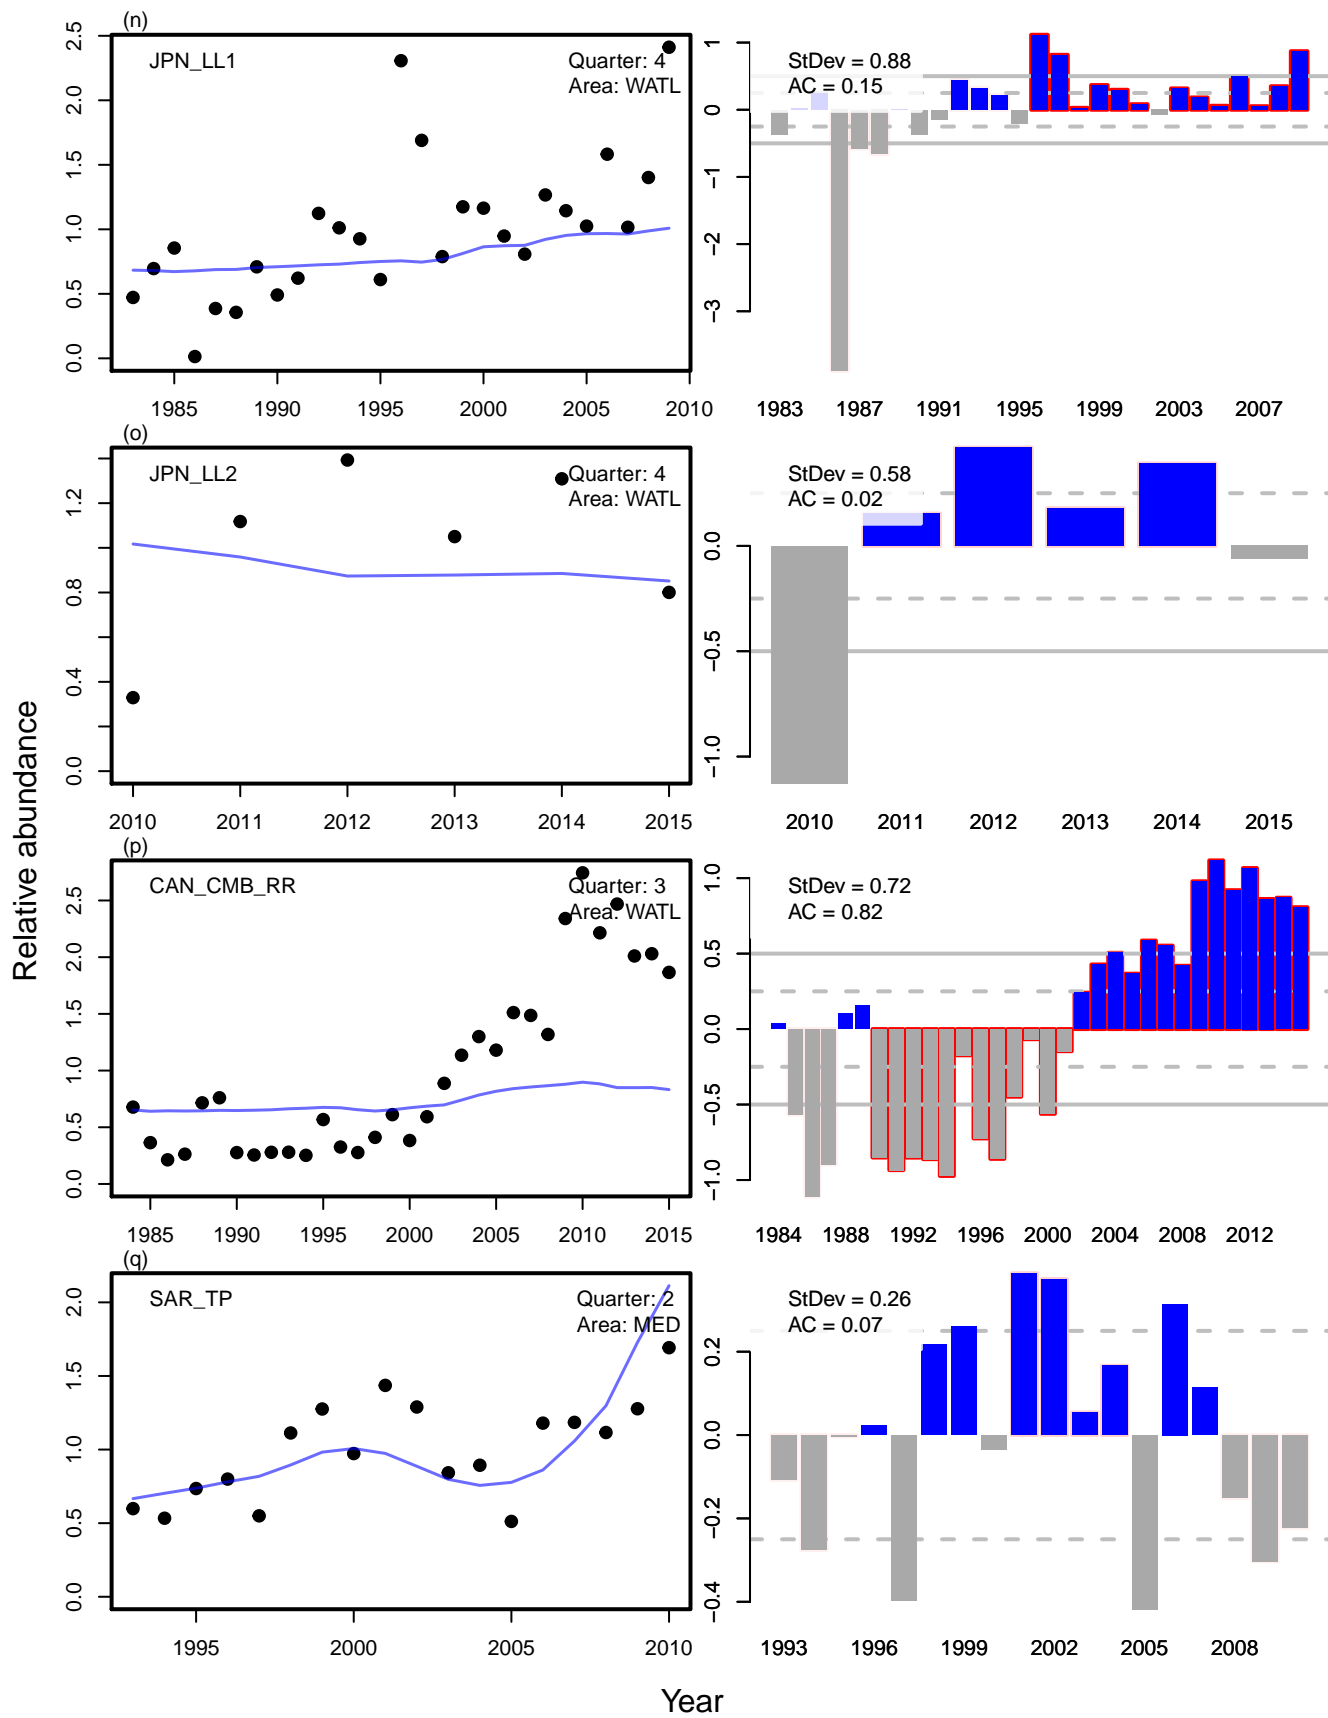 (n)
JPN_LL1
Quarter: 4
Area: WATL
2.5
2.0
1.5
1.0
0.5
0.0
1985 1990 1995 2000 2005 2010
StDev = 0.88
AC = 0.15
1
0
−1
−2
−3
1983 1987 1991 1995 1999 2003 2007
(o)
JPN_LL2
Quarter: 4
Area: WATL
1.2
0.8
0.4
0.0
2010 2011 2012 2013 2014 2015
StDev = 0.58
AC = 0.02
0.0
−0.5
−1.0
2010 2011 2012 2013 2014 2015
(p)
CAN_CMB_RR
Quarter: 3
Area: WATL
2.5
2.0
1.5
1.0
0.5
0.0
1985 1990 1995 2000 2005 2010 2015
StDev = 0.72
AC = 0.82
1.0
0.5
0.0
−0.5
−1.0
1984 1988 1992 1996 2000 2004 2008 2012
(q)
SAR_TP
Quarter: 2
Area: MED
2.0
1.5
1.0
0.5
0.0
1995 2000 2005 2010
StDev = 0.26
AC = 0.07
0.2
0.0
−0.2
−0.4
1993 1996 1999 2002 2005 2008
Relative abundance
Year